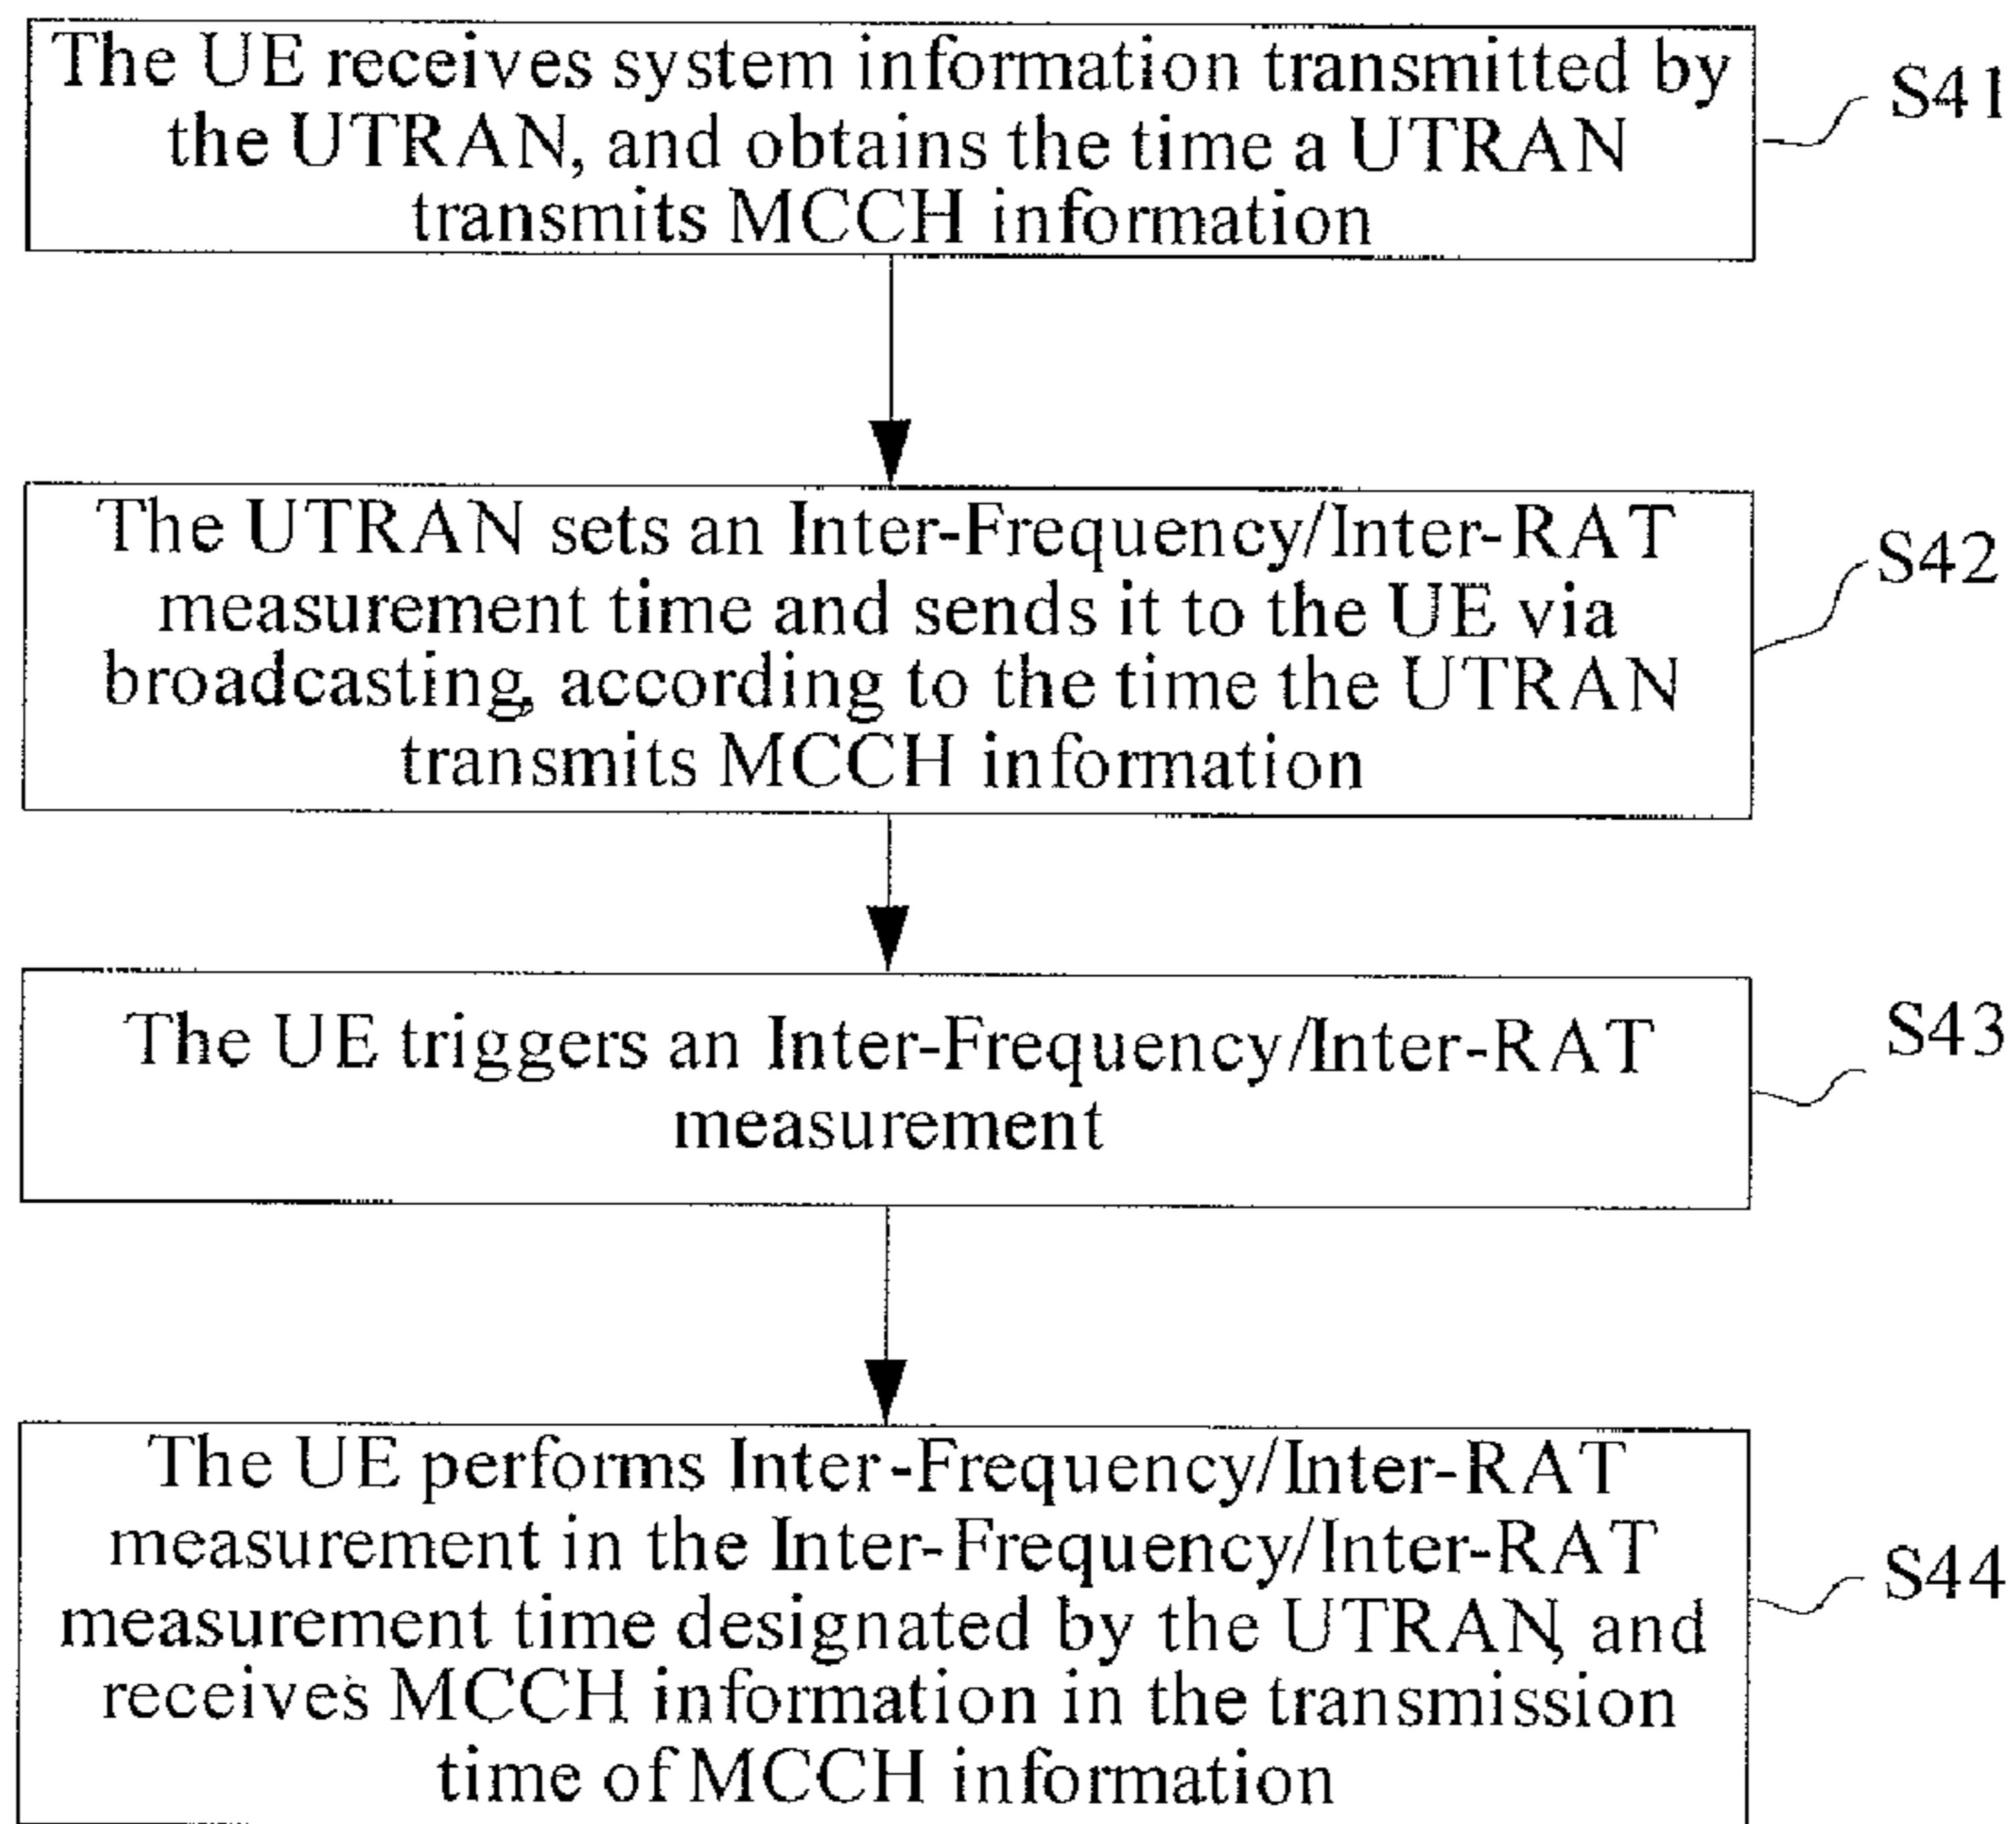 The UE receives system information transmitted by
the UTRAN, and obtains the time a UTRAN
transmits MCCH information
S41
The UTRAN sets an Inter-Frequency/Inter-RAT
measurement time and sends it to the UE via
broadcasting, according to the time the UTRAN
transmits MCCH information
S42
The UE triggers an Inter-Frequency/Inter-RAT
measurement
S43
The UE performs Inter-Frequency/Inter-RAT
measurement in the Inter-Frequency/Inter-RAT
measurement time designated by the UTRAN, and
receives MCCH information in the transmission
time of MCCH information
S44